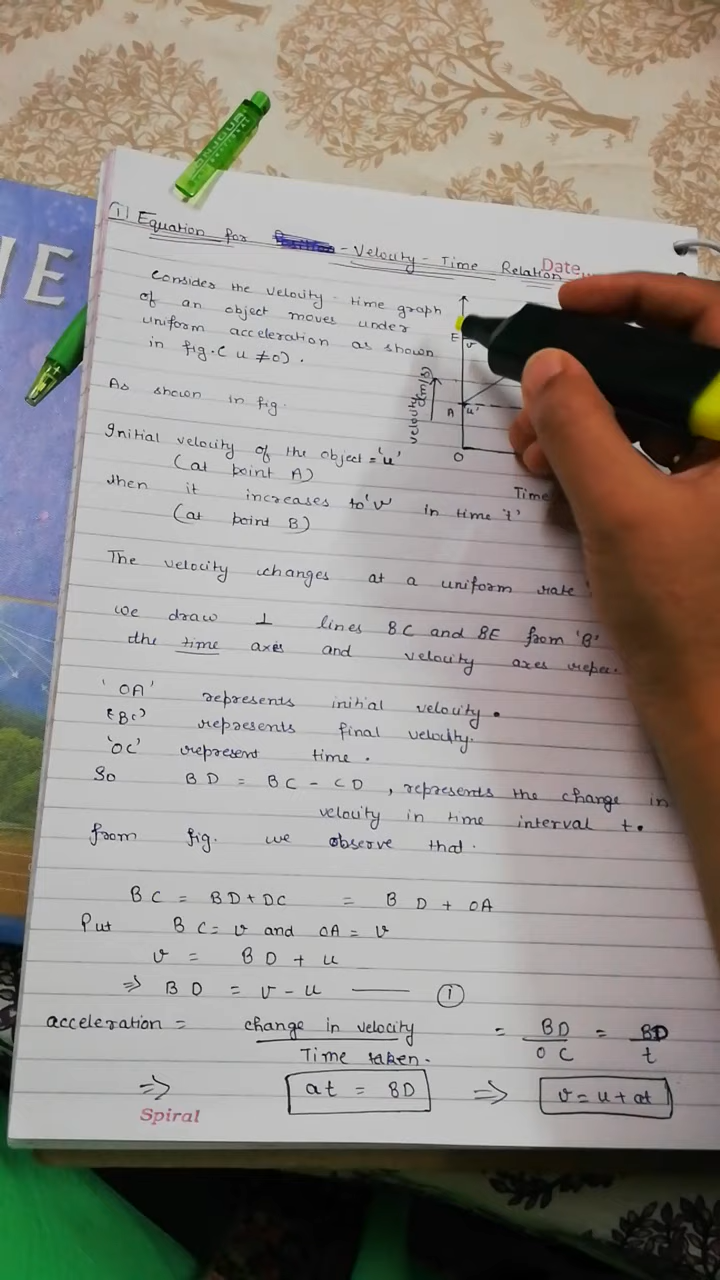 IE
(i) Equation for - Velocity - Time Relation
Date
Consider the velocity - time graph
of an object moves under
uniform acceleration as shown
in fig. ( u ≠ 0 ) .
As shown in fig.
Initial velocity of the object = 'u'
(at point A)
then it increases to 'v' in time 't'
(at point B)
E
v
A
u'
O
velocity
(m/s)
Time
The velocity changes at a uniform rate
we draw ⊥ lines BC and BE from 'B'
the time axis and velocity axes
'OA' represents initial velocity.
'BC' represents final velocity.
'OC' represent time .
So BD = BC - CD , represents the change in
velocity in time interval t.
from fig. we observe that.
BC = BD + DC = BD + OA
Put BC = v and OA = v
v = BD + u
⇒ BD = v - u —— (i)
acceleration = change in velocity / Time taken. = BD / OC = BD / t
⇒ at = BD ⇒ v = u + at
Spiral